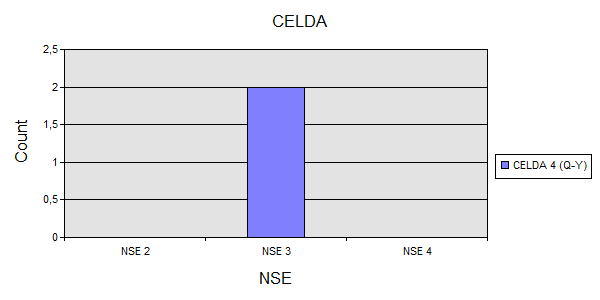 CELDA
2,5
2
1,5
1
0,5
0
Count
NSE 2
NSE 3
NSE 4
NSE
CELDA 4 (Q-Y)